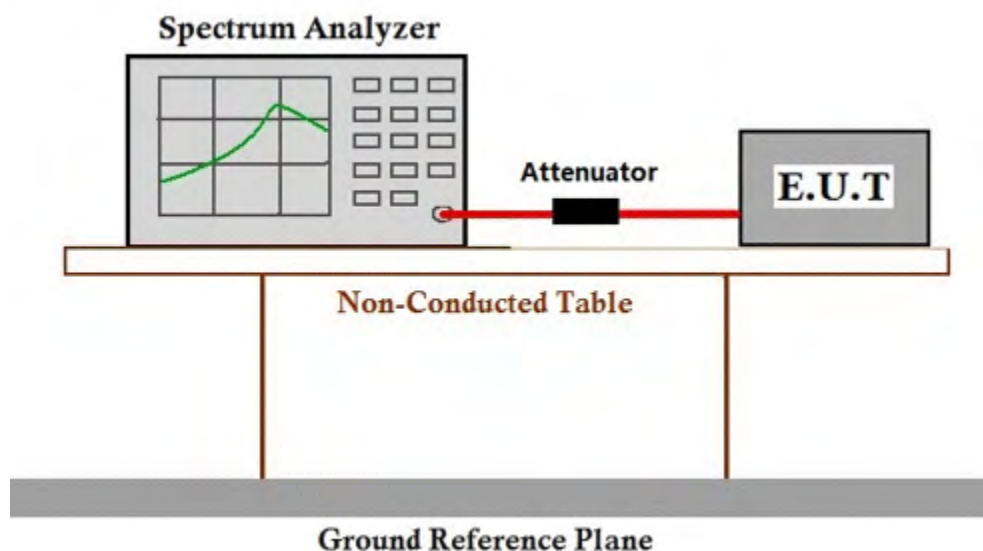 Spectrum Analyzer
Attenuator
E.U.T
Non-Conducted Table
Ground Reference Plane